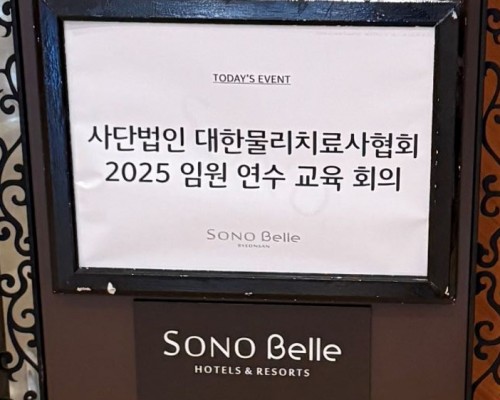 TODAY'S EVENT
사단법인 대한물리치료사협회
2025 임원 연수 교육 회의
SONO Belle
SONO Belle
HOTELS & RESORTS